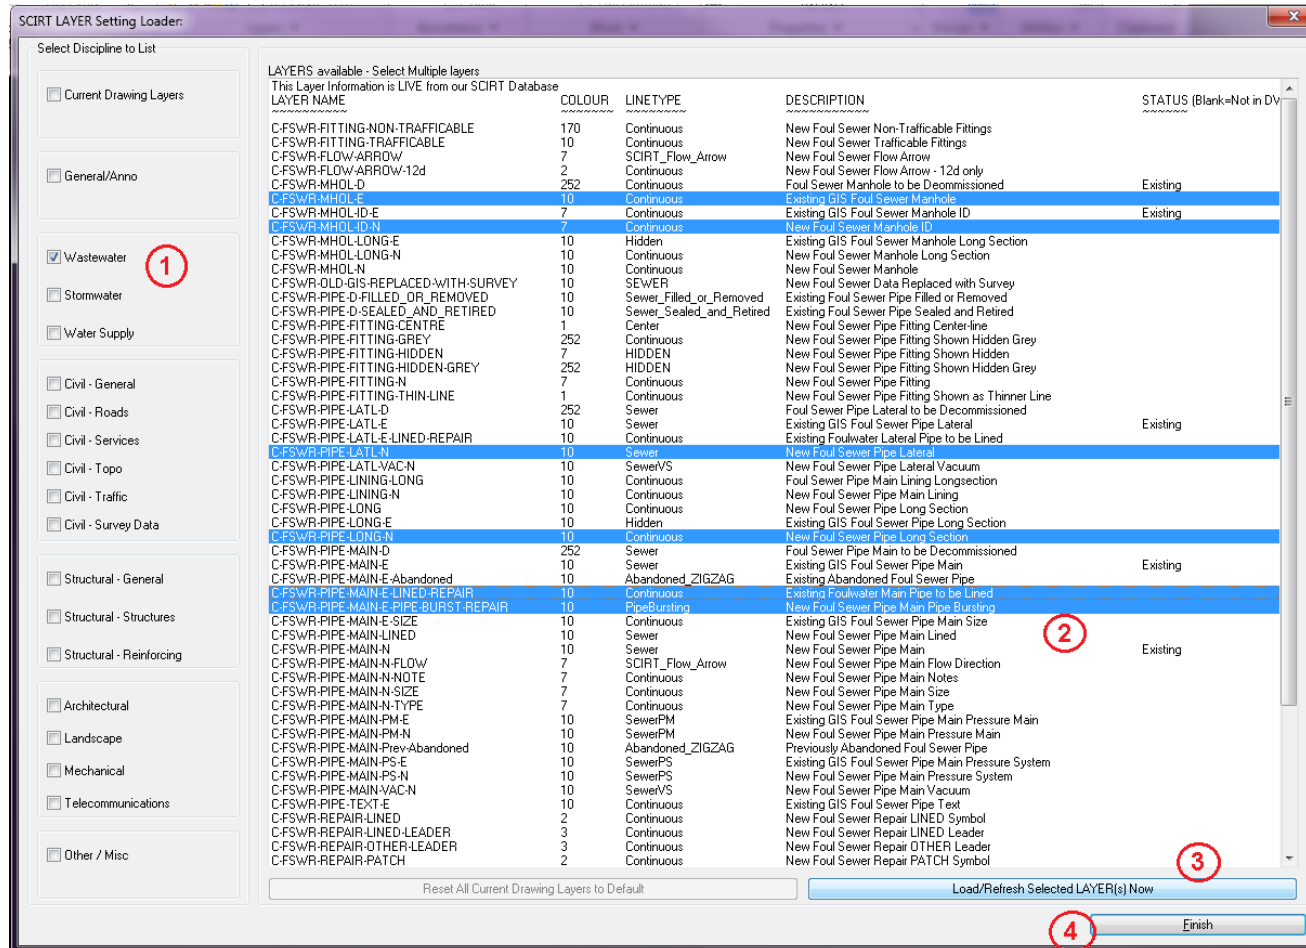 SCIRT LAYER Setting Loader:
Select Discipline to List
Current Drawing Layers
General/Anno
Wastewater
1
Stormwater
Water Supply
Civil - General
Civil - Roads
Civil - Services
Civil - Topo
Civil - Traffic
Civil - Survey Data
Structural - General
Structural - Structures
Structural - Reinforcing
Architectural
Landscape
Mechanical
Telecommunications
Other / Misc
LAYERS available - Select Multiple layers
This Layer Information is LIVE from our SCIRT Database
LAYER NAME COLOUR LINETYPE DESCRIPTION STATUS (Blank=Not in DV
~~~~~~~~~~~ ~~~~~~~ ~~~~~~~~ ~~~~~~~~~~~~ ~~~~~~
C-FSWR-FITTING-NON-TRAFFICABLE 170 Continuous New Foul Sewer Non-Trafficable Fittings
C-FSWR-FITTING-TRAFFICABLE 10 Continuous New Foul Sewer Trafficable Fittings
C-FSWR-FLOW-ARROW 7 SCIRT_Flow_Arrow New Foul Sewer Flow Arrow
C-FSWR-FLOW-ARROW-12d 2 Continuous New Foul Sewer Flow Arrow - 12d only
C-FSWR-MHOL-D 252 Continuous Foul Sewer Manhole to be Deommissioned Existing
C-FSWR-MHOL-E 10 Continuous Existing GIS Foul Sewer Manhole
C-FSWR-MHOL-ID-E 7 Continuous Existing GIS Foul Sewer Manhole ID Existing
C-FSWR-MHOL-ID-N 7 Continuous New Foul Sewer Manhole ID
C-FSWR-MHOL-LONG-E 10 Hidden Existing GIS Foul Sewer Manhole Long Section
C-FSWR-MHOL-LONG-N 10 Continuous New Foul Sewer Manhole Long Section
C-FSWR-MHOL-N 10 Continuous New Foul Sewer Manhole
C-FSWR-OLD-GIS-REPLACED-WITH-SURVEY 10 SEWER New Foul Sewer Data Replaced with Survey
C-FSWR-PIPE-D-FILLED_OR_REMOVED 10 Sewer_Filled_or_Removed Existing Foul Sewer Pipe Filled or Removed
C-FSWR-PIPE-D-SEALED_AND_RETIRED 10 Sewer_Sealed_and_Retired Existing Foul Sewer Pipe Sealed and Retired
C-FSWR-PIPE-FITTING-CENTRE 1 Center New Foul Sewer Pipe Fitting Center-line
C-FSWR-PIPE-FITTING-GREY 252 Continuous New Foul Sewer Pipe Fitting Shown Hidden Grey
C-FSWR-PIPE-FITTING-HIDDEN 7 HIDDEN New Foul Sewer Pipe Fitting Shown Hidden
C-FSWR-PIPE-FITTING-HIDDEN-GREY 252 HIDDEN New Foul Sewer Pipe Fitting Shown Hidden Grey
C-FSWR-PIPE-FITTING-N 7 Continuous New Foul Sewer Pipe Fitting
C-FSWR-PIPE-FITTING-THIN-LINE 1 Continuous New Foul Sewer Pipe Fitting Shown as Thinner Line
C-FSWR-PIPE-LATL-D 252 Sewer Foul Sewer Pipe Lateral to be Decommissioned
C-FSWR-PIPE-LATL-E 10 Sewer Existing GIS Foul Sewer Pipe Lateral Existing
C-FSWR-PIPE-LATL-E-LINED-REPAIR 10 Continuous Existing Foulwater Lateral Pipe to be Lined
C-FSWR-PIPE-LATL-N 10 Sewer New Foul Sewer Pipe Lateral
C-FSWR-PIPE-LATL-VAC-N 10 SewerVS New Foul Sewer Pipe Lateral Vacuum
C-FSWR-PIPE-LINING-LONG 10 Continuous Foul Sewer Pipe Main Lining Longsection
C-FSWR-PIPE-LINING-N 10 Continuous New Foul Sewer Pipe Main Lining
C-FSWR-PIPE-LONG 10 Continuous New Foul Sewer Pipe Long Section
C-FSWR-PIPE-LONG-E 10 Hidden Existing GIS Foul Sewer Pipe Long Section
C-FSWR-PIPE-LONG-N 10 Continuous New Foul Sewer Pipe Long Section
C-FSWR-PIPE-MAIN-D 252 Sewer Foul Sewer Pipe Main to be Decommissioned
C-FSWR-PIPE-MAIN-E 10 Sewer Existing GIS Foul Sewer Pipe Main Existing
C-FSWR-PIPE-MAIN-E-Abandoned 10 Abandoned_ZIGZAG Existing Abandoned Foul Sewer Pipe
C-FSWR-PIPE-MAIN-E-LINED-REPAIR 10 Continuous Existing Foulwater Main Pipe to be Lined
C-FSWR-PIPE-MAIN-E-PIPE-BURST-REPAIR 10 PipeBursting New Foul Sewer Pipe Main Pipe Bursting
C-FSWR-PIPE-MAIN-E-SIZE 10 Continuous Existing GIS Foul Sewer Pipe Main Size
2
C-FSWR-PIPE-MAIN-LINED 10 Sewer New Foul Sewer Pipe Main Lined
C-FSWR-PIPE-MAIN-N 10 Sewer New Foul Sewer Pipe Main Existing
C-FSWR-PIPE-MAIN-N-FLOW 7 SCIRT_Flow_Arrow New Foul Sewer Pipe Main Flow Direction
C-FSWR-PIPE-MAIN-N-NOTE 7 Continuous New Foul Sewer Pipe Main Notes
C-FSWR-PIPE-MAIN-N-SIZE 7 Continuous New Foul Sewer Pipe Main Size
C-FSWR-PIPE-MAIN-N-TYPE 7 Continuous New Foul Sewer Pipe Main Type
C-FSWR-PIPE-MAIN-PM-E 10 SewerPM Existing GIS Foul Sewer Pipe Main Pressure Main
C-FSWR-PIPE-MAIN-PM-N 10 SewerPM New Foul Sewer Pipe Main Pressure Main
C-FSWR-PIPE-MAIN-Prev-Abandoned 10 Abandoned_ZIGZAG Previously Abandoned Foul Sewer Pipe
C-FSWR-PIPE-MAIN-PS-E 10 SewerPS Existing GIS Foul Sewer Pipe Main Pressure System
C-FSWR-PIPE-MAIN-PS-N 10 SewerPS New Foul Sewer Pipe Main Pressure System
C-FSWR-PIPE-MAIN-VAC-N 10 SewerVS New Foul Sewer Pipe Main Vacuum
C-FSWR-PIPE-TEXT-E 10 Continuous Existing GIS Foul Sewer Pipe Text
C-FSWR-REPAIR-LINED 2 Continuous New Foul Sewer Repair LINED Symbol
C-FSWR-REPAIR-LINED-LEADER 3 Continuous New Foul Sewer Repair LINED Leader
C-FSWR-REPAIR-OTHER-LEADER 3 Continuous New Foul Sewer Repair OTHER Leader
C-FSWR-REPAIR-PATCH 2 Continuous New Foul Sewer Repair PATCH Symbol
3
Reset All Current Drawing Layers to Default
Load/Refresh Selected LAYER(s) Now
4
Finish